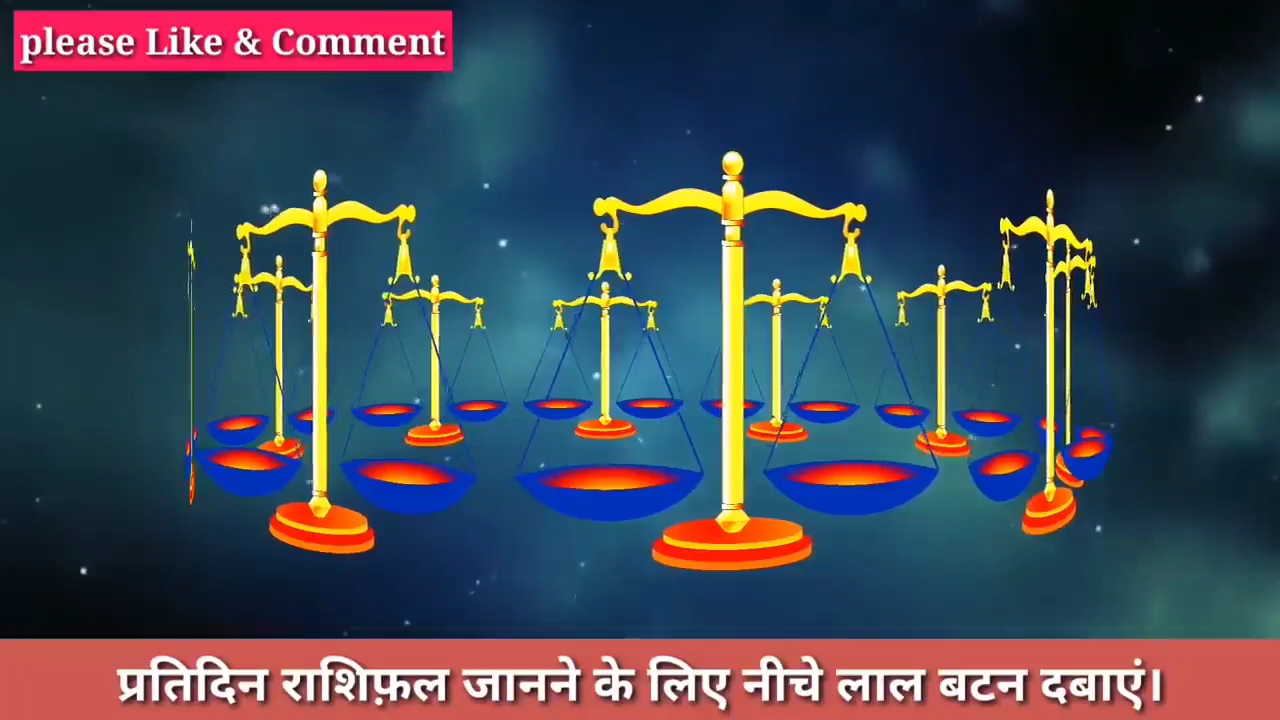 please Like & Comment
प्रतिदिन राशिफ़ल जानने के लिए नीचे लाल बटन दबाएं।